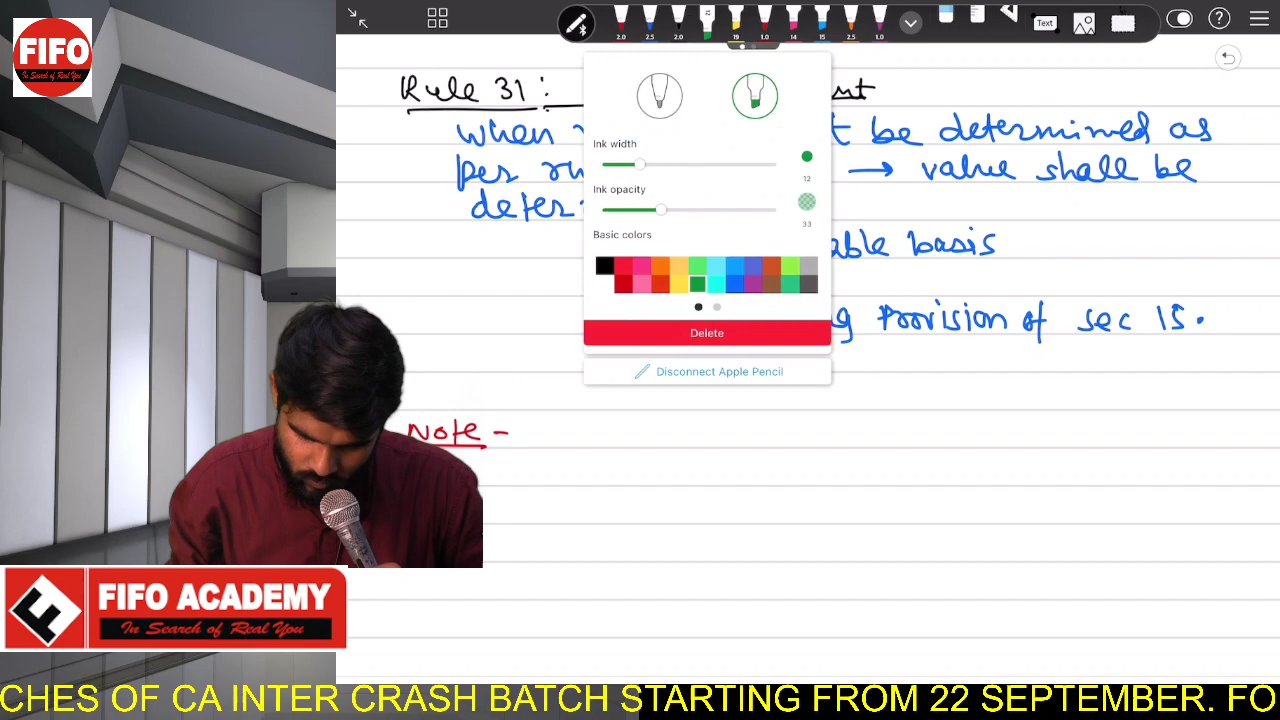 FIFO
In Search of Real You
2.0 2.5 2.0 19 1.0 14 15 2.5 1.0
Text
Rule 31 :
When be determined as
per → value shall be
deter
basis
provision of sec 15.
Note -
Ink width
12
Ink opacity
33
Basic colors
Delete
Disconnect Apple Pencil
FIFO ACADEMY
In Search of Real You
CHES OF CA INTER CRASH BATCH STARTING FROM 22 SEPTEMBER. FO